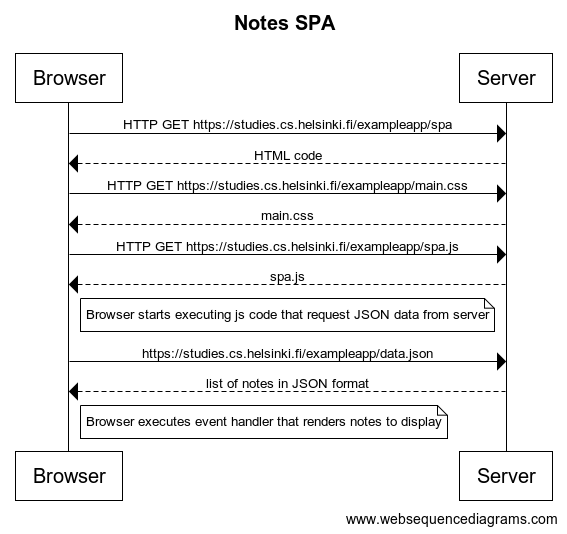 Notes SPA
Browser Server
HTTP GET https://studies.cs.helsinki.fi/exampleapp/spa
HTML code
HTTP GET https://studies.cs.helsinki.fi/exampleapp/main.css
main.css
HTTP GET https://studies.cs.helsinki.fi/exampleapp/spa.js
spa.js
Browser starts executing js code that request JSON data from server
https://studies.cs.helsinki.fi/exampleapp/data.json
list of notes in JSON format
Browser executes event handler that renders notes to display
Browser Server
www.websequencediagrams.com